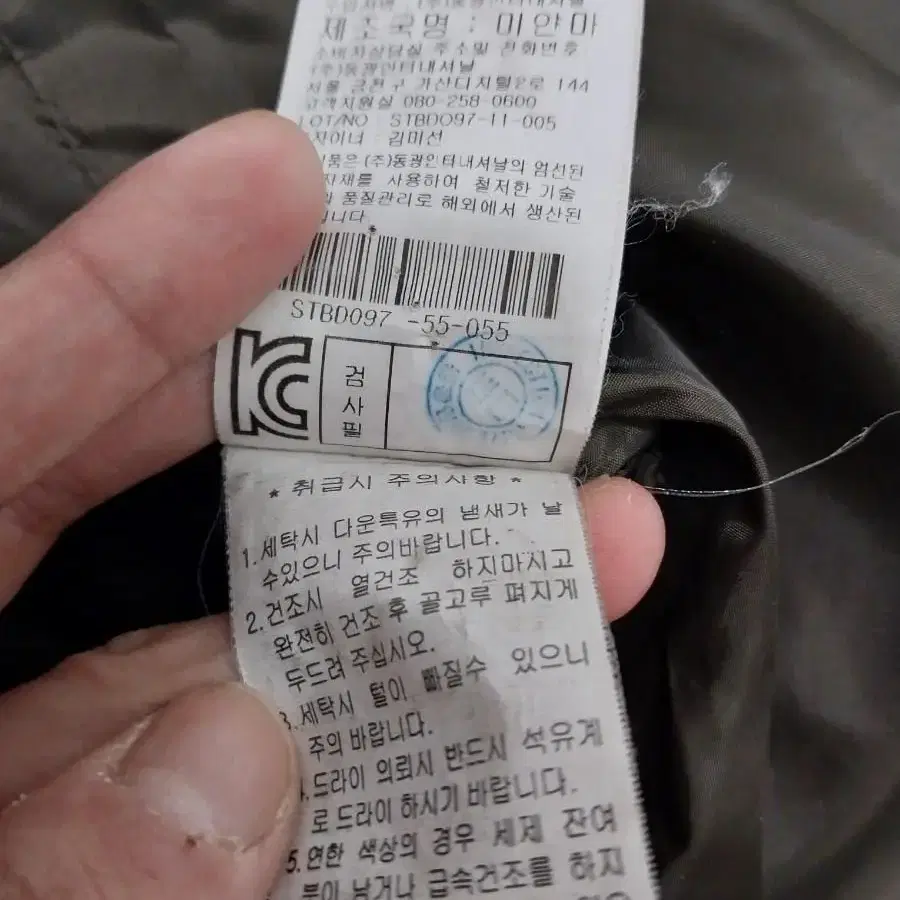 제조국명 : 미얀마
소비자상담실 주소및 전화번호
(주)동광인터내셔날
서울 금천구 가산디지털2로 144
고객지원실 080-258-0600
LOT/NO : STBD097-11-005
김미선
(주)동광인터내셔날의 엄선된
사용하여 철저한 기술
품질관리로 해외에서 생산된
STBD097 -55-055
KC
검사필
* 취급시 주의사항 *
1.세탁시 다운특유의 냄새가 날
수있으니 주의바랍니다.
2.건조시 열건조 하지마시고
완전히 건조 후 골고루 펴지게
두드려 주십시오.
3.세탁시 털이 빠질수 있으니
주의 바랍니다.
드라이 의뢰시 반드시 석유계
로 드라이 하시기 바랍니다.
5.연한 색상의 경우 세제 잔여
분이 남거나 급속건조를 하지